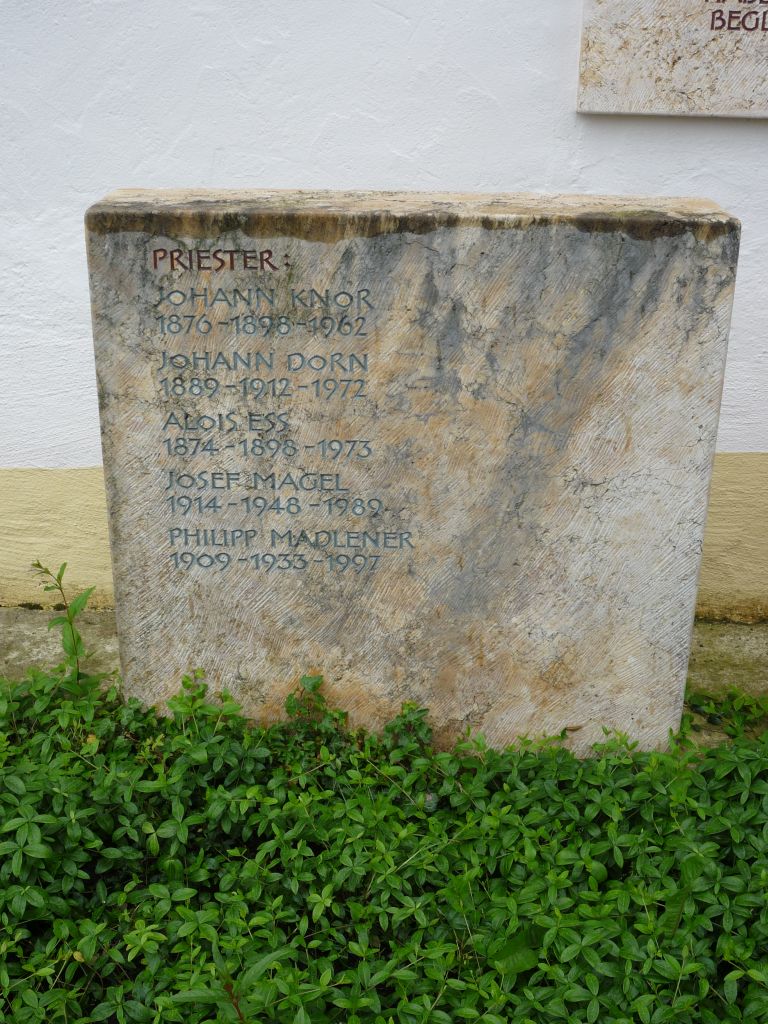 BEGL
PRIESTER:
JOHANN KNOR
1876-1898-1962
JOHANN DORN
1889-1912-1972
ALOIS ESS
1874-1898-1973
JOSEF MAGEL
1914-1948-1989
PHILIPP MADLENER
1909-1933-1997